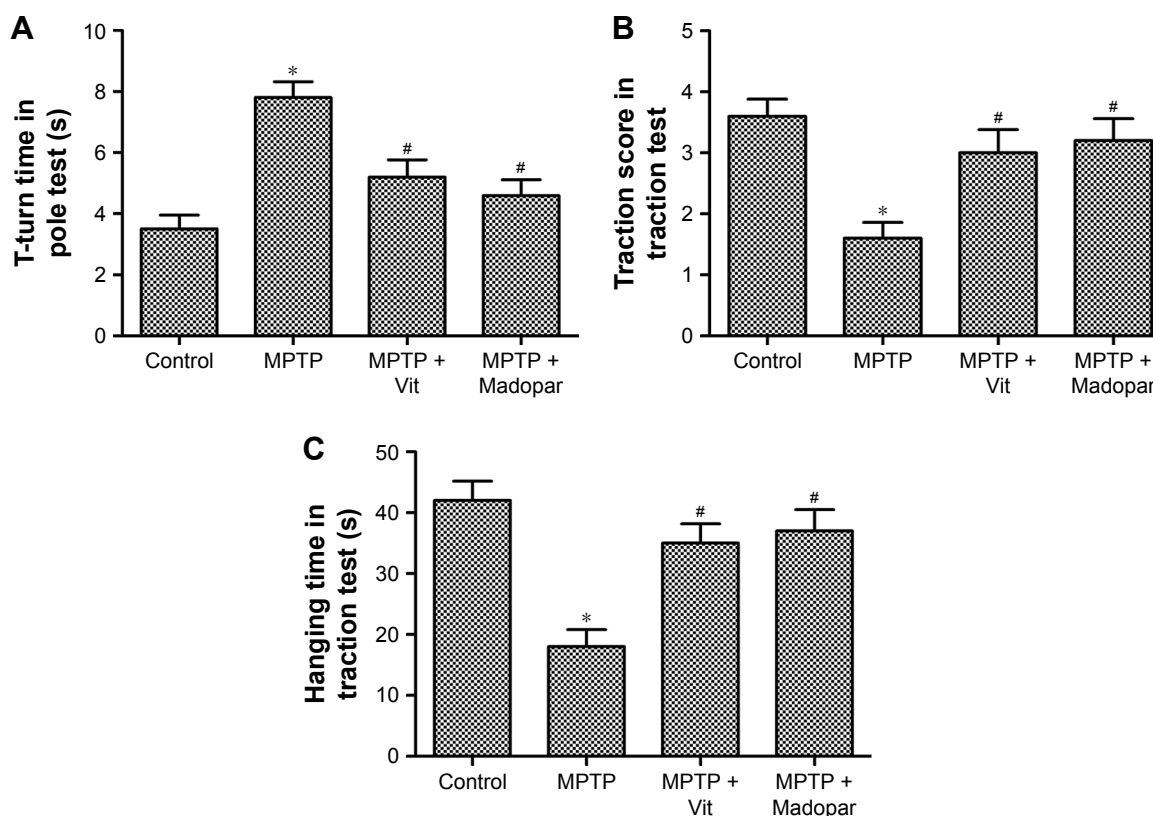 A
T-turn time in
pole test (s)
10
8
6
4
2
0
*
#
#
Control
MPTP
MPTP +
Vit
MPTP +
Madopar
B
Traction score in
traction test
5
4
3
2
1
0
*
#
#
Control
MPTP
MPTP +
Vit
MPTP +
Madopar
C
Hanging time in
traction test (s)
50
40
30
20
10
0
*
#
#
Control
MPTP
MPTP +
Vit
MPTP +
Madopar